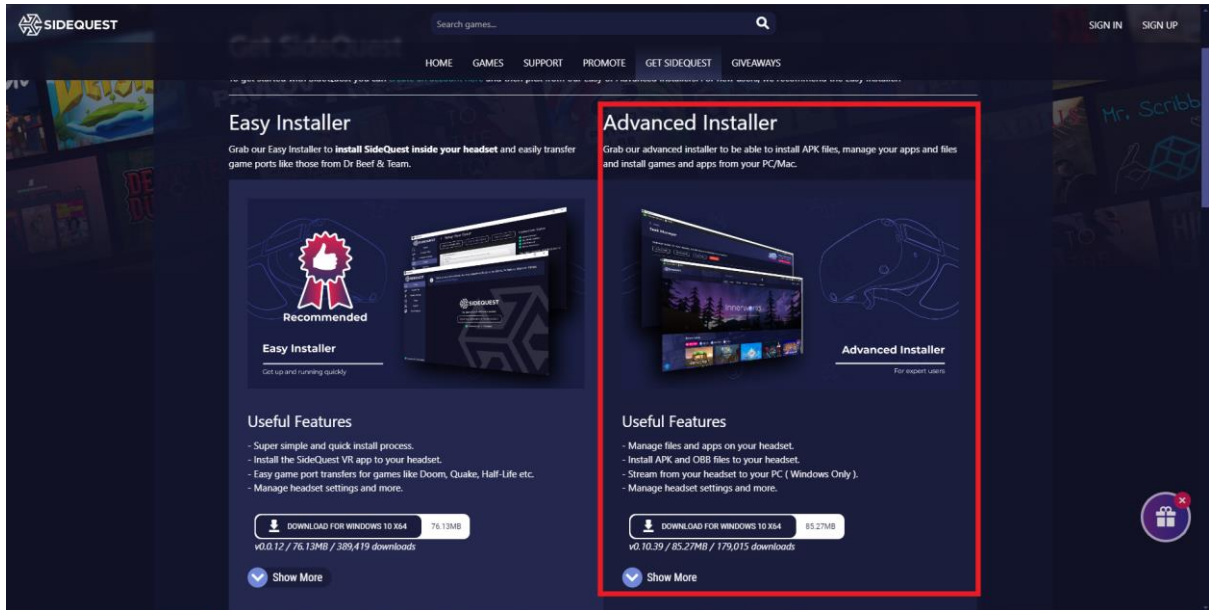 SIDEQUEST
Search games...
SIGN IN
SIGN UP
Get SideQuest
HOME
GAMES
SUPPORT
PROMOTE
GET SIDEQUEST
GIVEAWAYS
Easy Installer
Grab our Easy Installer to install SideQuest inside your headset and easily transfer
game ports like those from Dr Beef & Team.
Recommended
Easy Installer
Get up and running quickly
Useful Features
- Super simple and quick install process.
- Install the SideQuest VR app to your headset.
- Easy game port transfers for games like Doom, Quake, Half-Life etc.
- Manage headset settings and more.
DOWNLOAD FOR WINDOWS 10 X64 76.13MB
v0.0.12 / 76.13MB / 389,419 downloads
Show More
Advanced Installer
Grab our advanced installer to be able to install APK files, manage your apps and files
and install games and apps from your PC/Mac.
Innerworlds
Advanced Installer
For expert users
Useful Features
- Manage files and apps on your headset.
- Install APK and OBB files to your headset.
- Stream from your headset to your PC ( Windows Only ).
- Manage headset settings and more.
DOWNLOAD FOR WINDOWS 10 X64 85.27MB
v0.10.39 / 85.27MB / 179,015 downloads
Show More
Mr. Scribb